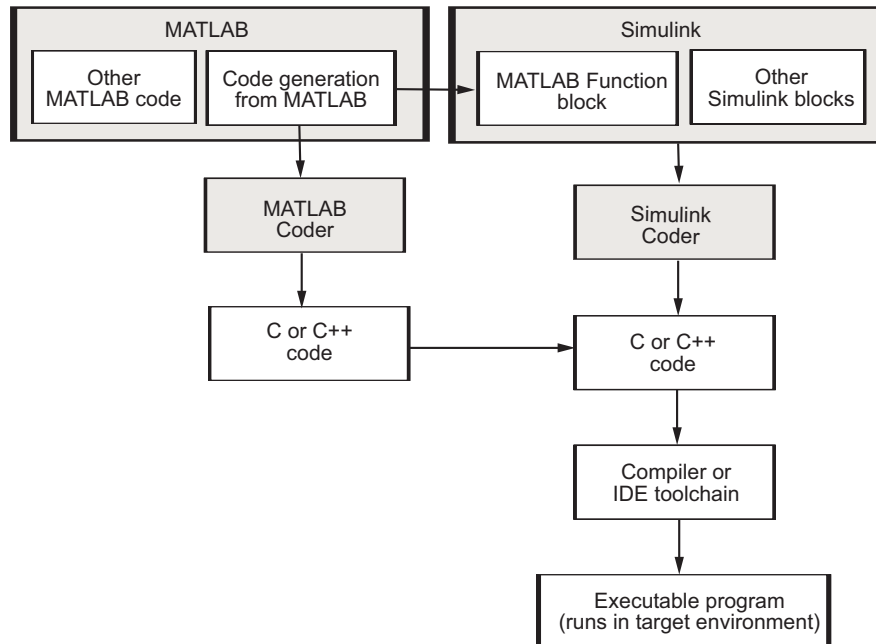 MATLAB
Other
MATLAB code
Code generation
from MATLAB
Simulink
MATLAB Function
block
Other
Simulink blocks
MATLAB
Coder
Simulink
Coder
C or C++
code
C or C++
code
Compiler or
IDE toolchain
Executable program
(runs in target environment)